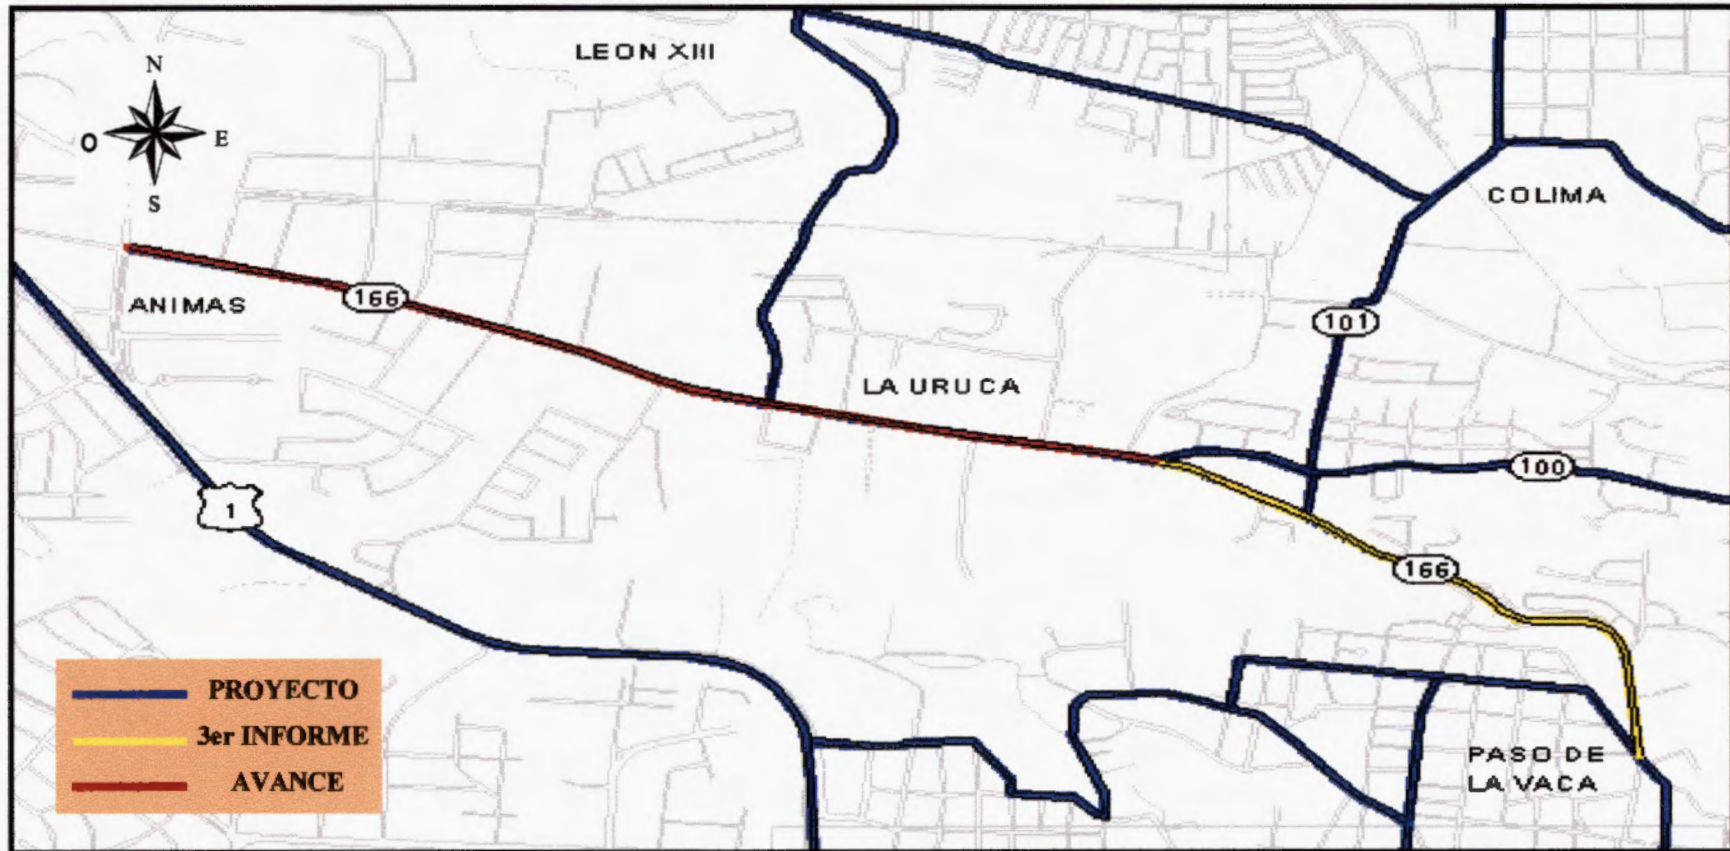 LEON XIII
N
O
E
S
COLIMA
ANIMAS
166
101
LA URUCA
100
1
166
PROYECTO
3er INFORME
AVANCE
PASO DE
LA VACA